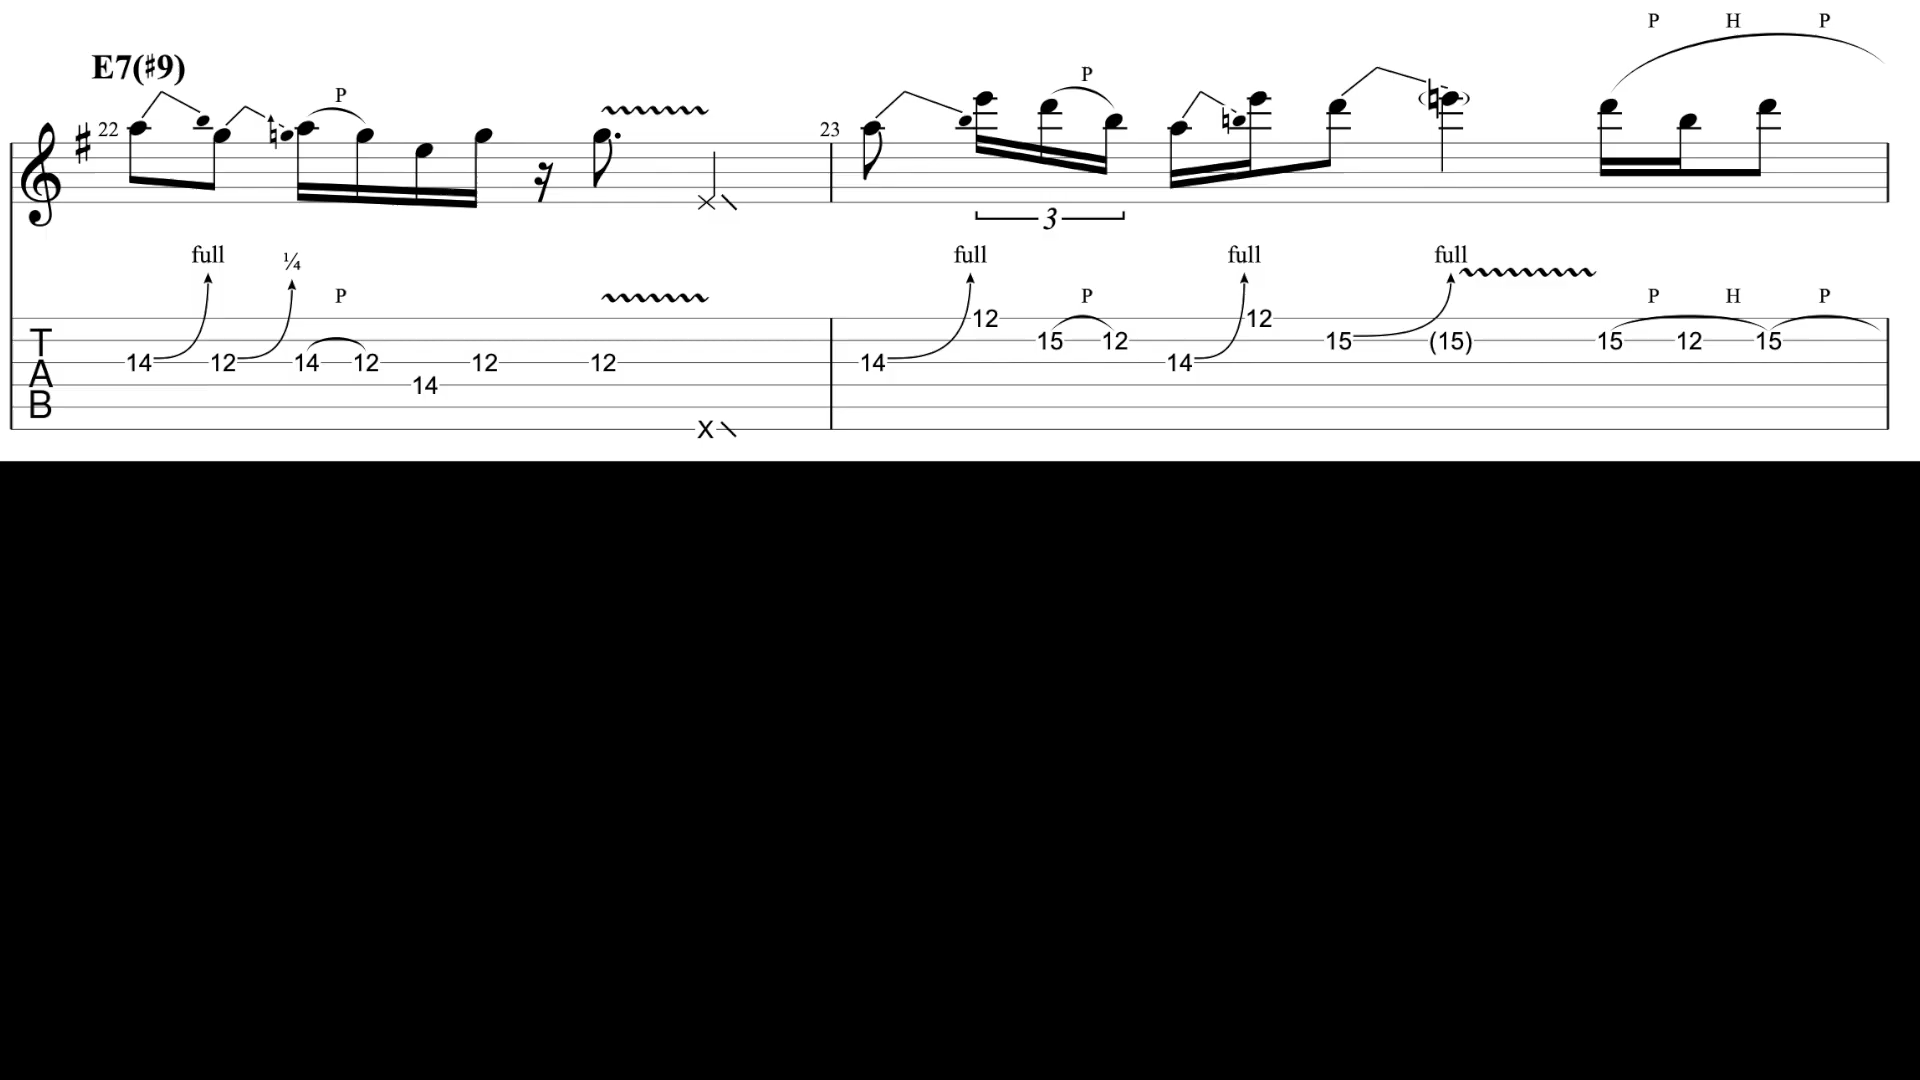 P H P
E7(♯9)
P P
22 23
3
full ¼ full full full
P P P H P
12 12
15 12 15 (15) 15 12 15
T
14 12 14 12 12 12 14 14
A
14
B
X